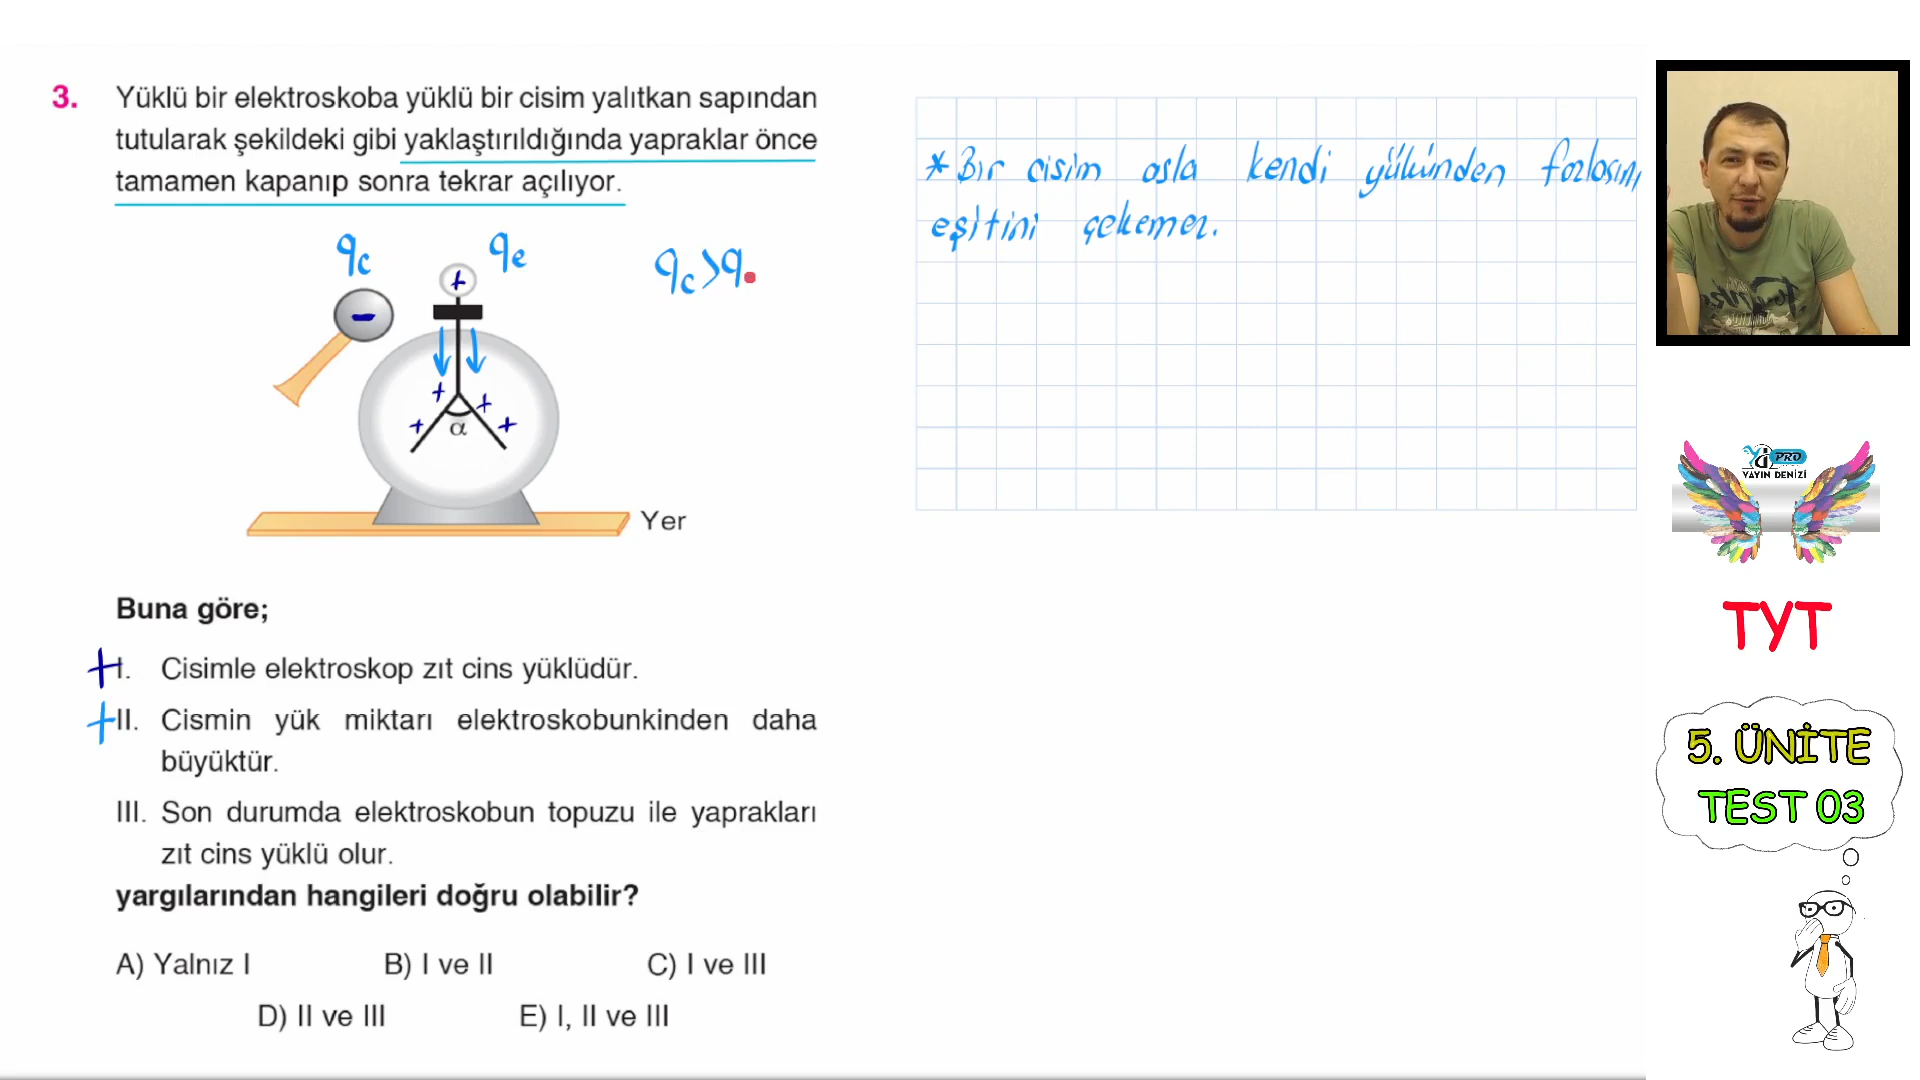 3. Yüklü bir elektroskoba yüklü bir cisim yalıtkan sapından
tutularak şekildeki gibi yaklaştırıldığında yapraklar önce
tamamen kapanıp sonra tekrar açılıyor.
* Bir cisim asla kendi yükünden fazlasını,
eşitini çekemez.
qc
qe
qc>q
+
-
+ +
+ +
α
Yer
Buna göre;
+ I. Cisimle elektroskop zıt cins yüklüdür.
+ II. Cismin yük miktarı elektroskobunkinden daha
büyüktür.
III. Son durumda elektroskobun topuzu ile yaprakları
zıt cins yüklü olur.
yargılarından hangileri doğru olabilir?
A) Yalnız I B) I ve II C) I ve III
D) II ve III E) I, II ve III
PRO
YAYIN DENİZİ
TYT
5. ÜNİTE
TEST 03